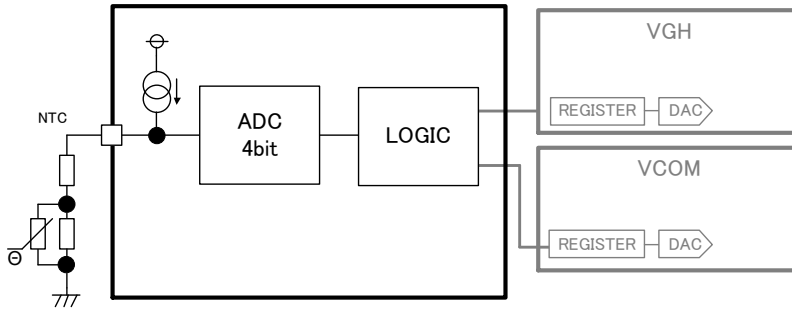 VGH
REGISTER
DAC
NTC
ADC
4bit
LOGIC
VCOM
REGISTER
DAC
Θ